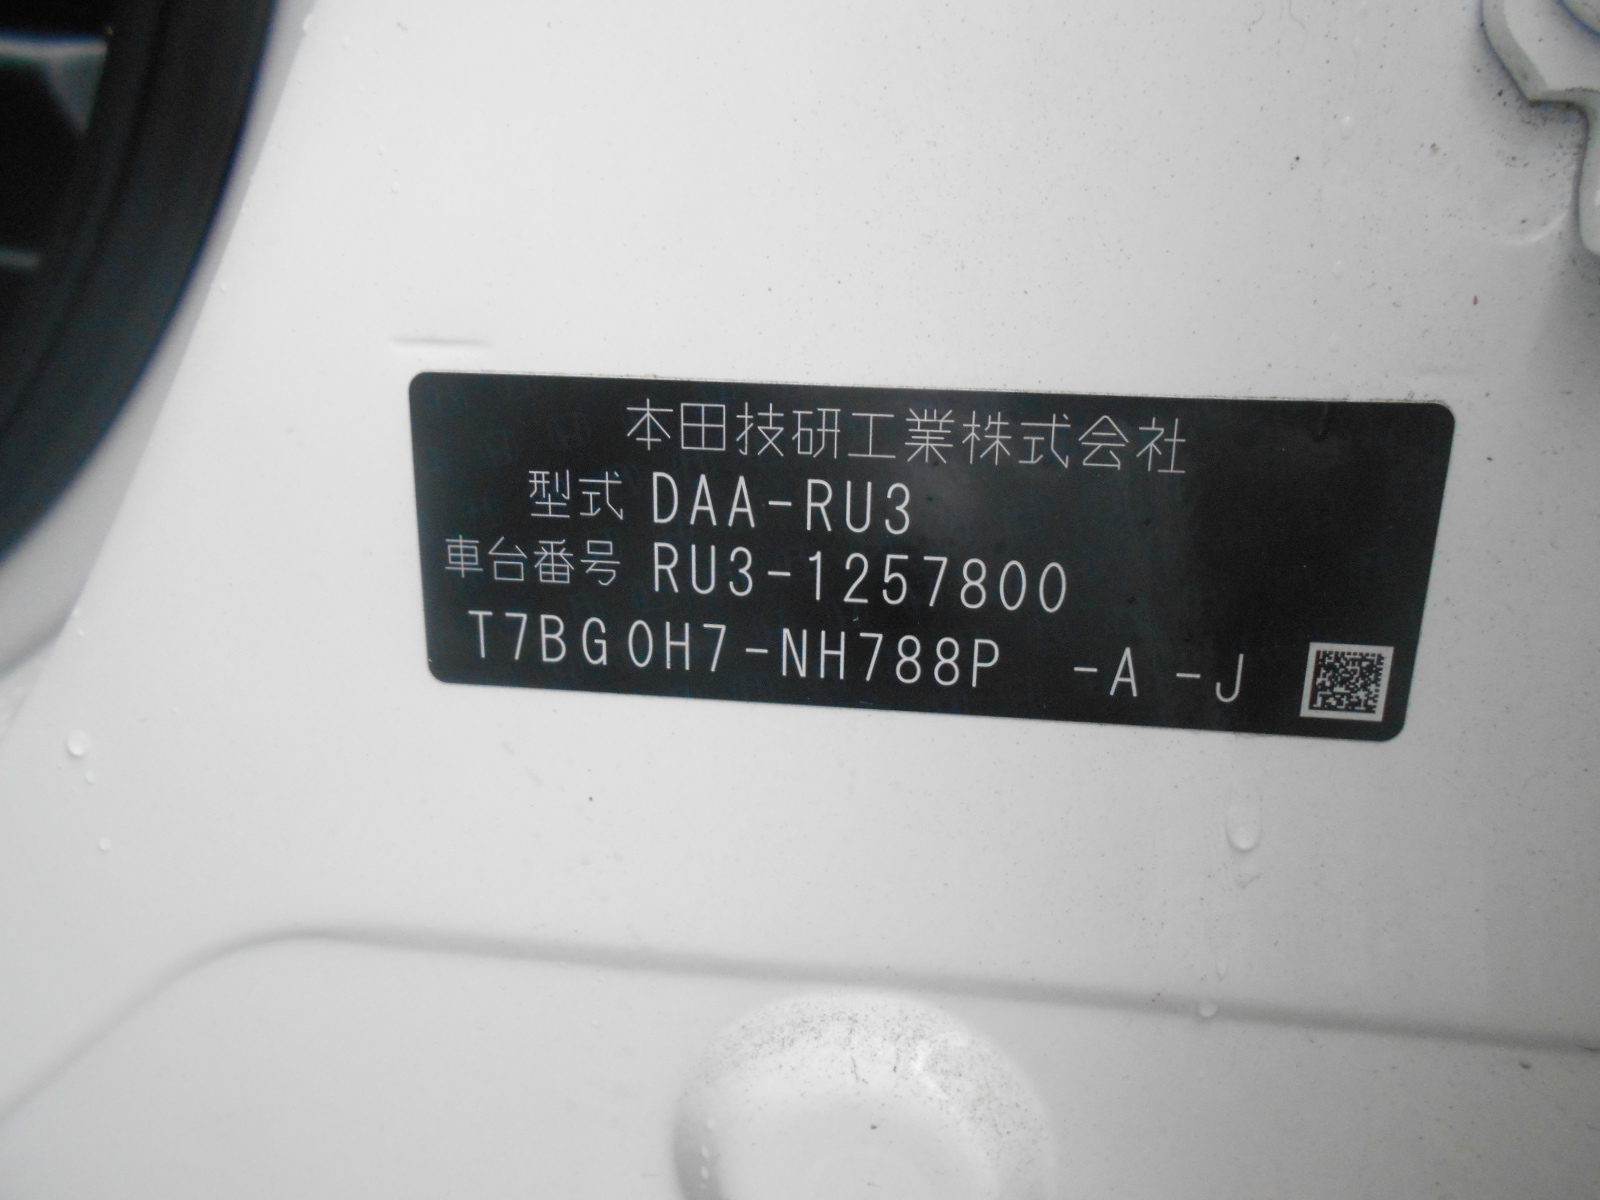 本田技研工業株式会社
型式 DAA-RU3
車台番号 RU3-1257800
T7BG0H7-NH788P -A -J